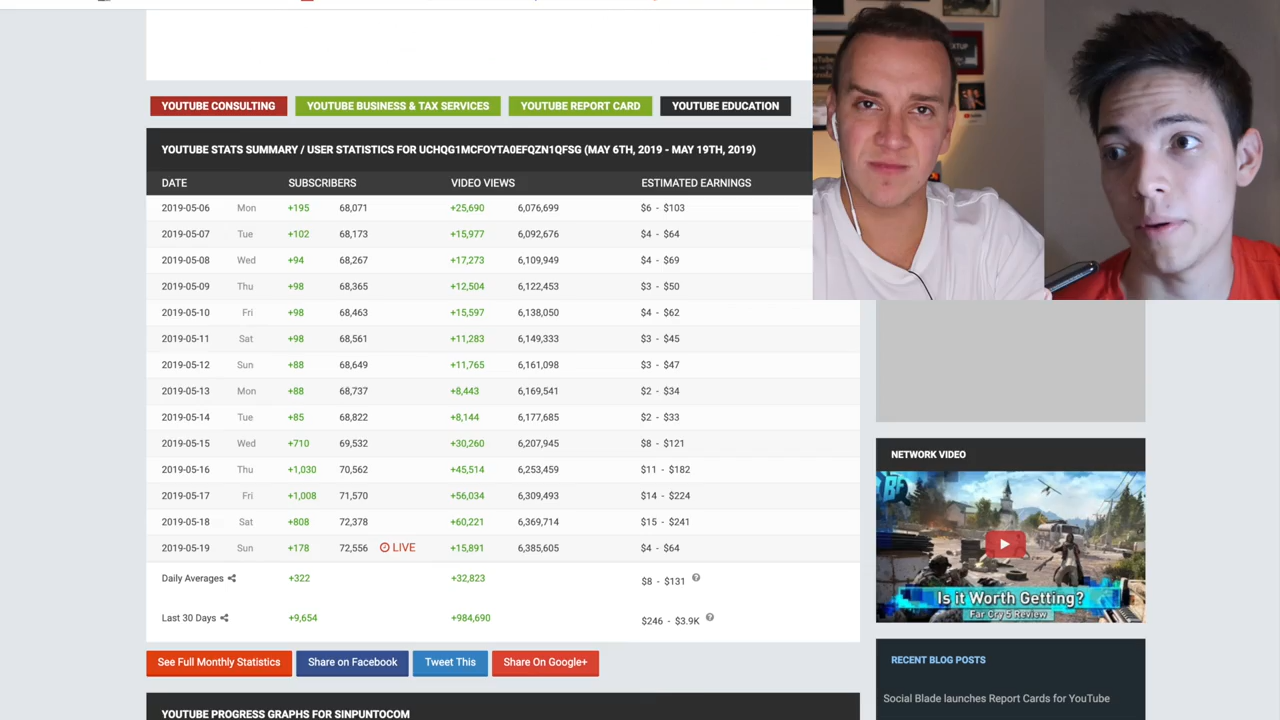 YOUTUBE CONSULTING YOUTUBE BUSINESS & TAX SERVICES YOUTUBE REPORT CARD YOUTUBE EDUCATION
YOUTUBE STATS SUMMARY / USER STATISTICS FOR UCHQG1MCFOYTA0EFQZN1QFSG (MAY 6TH, 2019 - MAY 19TH, 2019)
DATE SUBSCRIBERS VIDEO VIEWS ESTIMATED EARNINGS
2019-05-06 Mon +195 68,071 +25,690 6,076,699 $6 - $103
2019-05-07 Tue +102 68,173 +15,977 6,092,676 $4 - $64
2019-05-08 Wed +94 68,267 +17,273 6,109,949 $4 - $69
2019-05-09 Thu +98 68,365 +12,504 6,122,453 $3 - $50
2019-05-10 Fri +98 68,463 +15,597 6,138,050 $4 - $62
2019-05-11 Sat +98 68,561 +11,283 6,149,333 $3 - $45
2019-05-12 Sun +88 68,649 +11,765 6,161,098 $3 - $47
2019-05-13 Mon +88 68,737 +8,443 6,169,541 $2 - $34
2019-05-14 Tue +85 68,822 +8,144 6,177,685 $2 - $33
2019-05-15 Wed +710 69,532 +30,260 6,207,945 $8 - $121
2019-05-16 Thu +1,030 70,562 +45,514 6,253,459 $11 - $182
2019-05-17 Fri +1,008 71,570 +56,034 6,309,493 $14 - $224
2019-05-18 Sat +808 72,378 +60,221 6,369,714 $15 - $241
2019-05-19 Sun +178 72,556 LIVE +15,891 6,385,605 $4 - $64
Daily Averages +322 +32,823 $8 - $131
Last 30 Days +9,654 +984,690 $246 - $3.9K
See Full Monthly Statistics Share on Facebook Tweet This Share On Google+
YOUTUBE PROGRESS GRAPHS FOR SINPUNTOCOM
NETWORK VIDEO
BF
Is it Worth Getting?
Far Cry 5 Review
RECENT BLOG POSTS
Social Blade launches Report Cards for YouTube